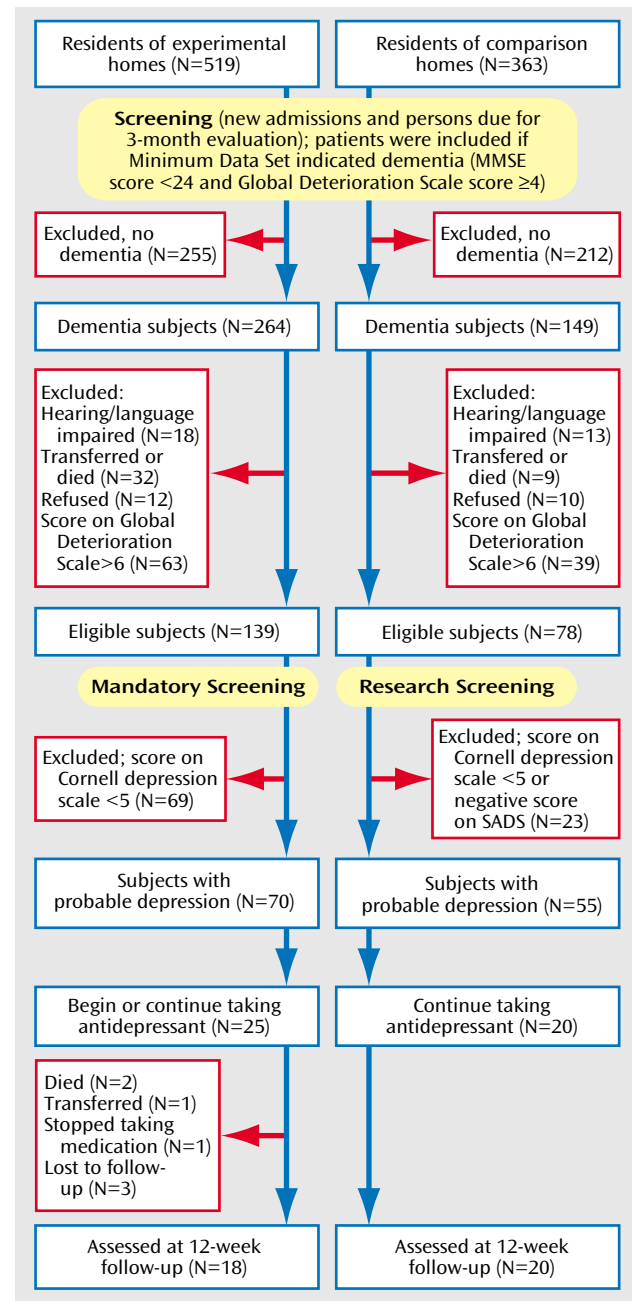 Residents of experimental
homes (N=519)
Residents of comparison
homes (N=363)
Screening (new admissions and persons due for
3-month evaluation); patients were included if
Minimum Data Set indicated dementia (MMSE
score <24 and Global Deterioration Scale score ≥4)
Excluded, no
dementia (N=255)
Excluded, no
dementia (N=212)
Dementia subjects (N=264)
Dementia subjects (N=149)
Excluded:
Hearing/language
impaired (N=18)
Transferred or
died (N=32)
Refused (N=12)
Score on Global
Deterioration
Scale>6 (N=63)
Excluded:
Hearing/language
impaired (N=13)
Transfered or
died (N=9)
Refused (N=10)
Score on Global
Deterioration
Scale>6 (N=39)
Eligible subjects (N=139)
Eligible subjects (N=78)
Mandatory Screening
Research Screening
Excluded; score on
Cornell depression
scale <5 (N=69)
Excluded; score on
Cornell depression
scale <5 or
negative score
on SADS (N=23)
Subjects with
probable depression (N=70)
Subjects with
probable depression (N=55)
Begin or continue taking
antidepressant (N=25)
Continue taking
antidepressant (N=20)
Died (N=2)
Transferred (N=1)
Stopped taking
medication (N=1)
Lost to follow-
up (N=3)
Assessed at 12-week
follow-up (N=18)
Assessed at 12-week
follow-up (N=20)